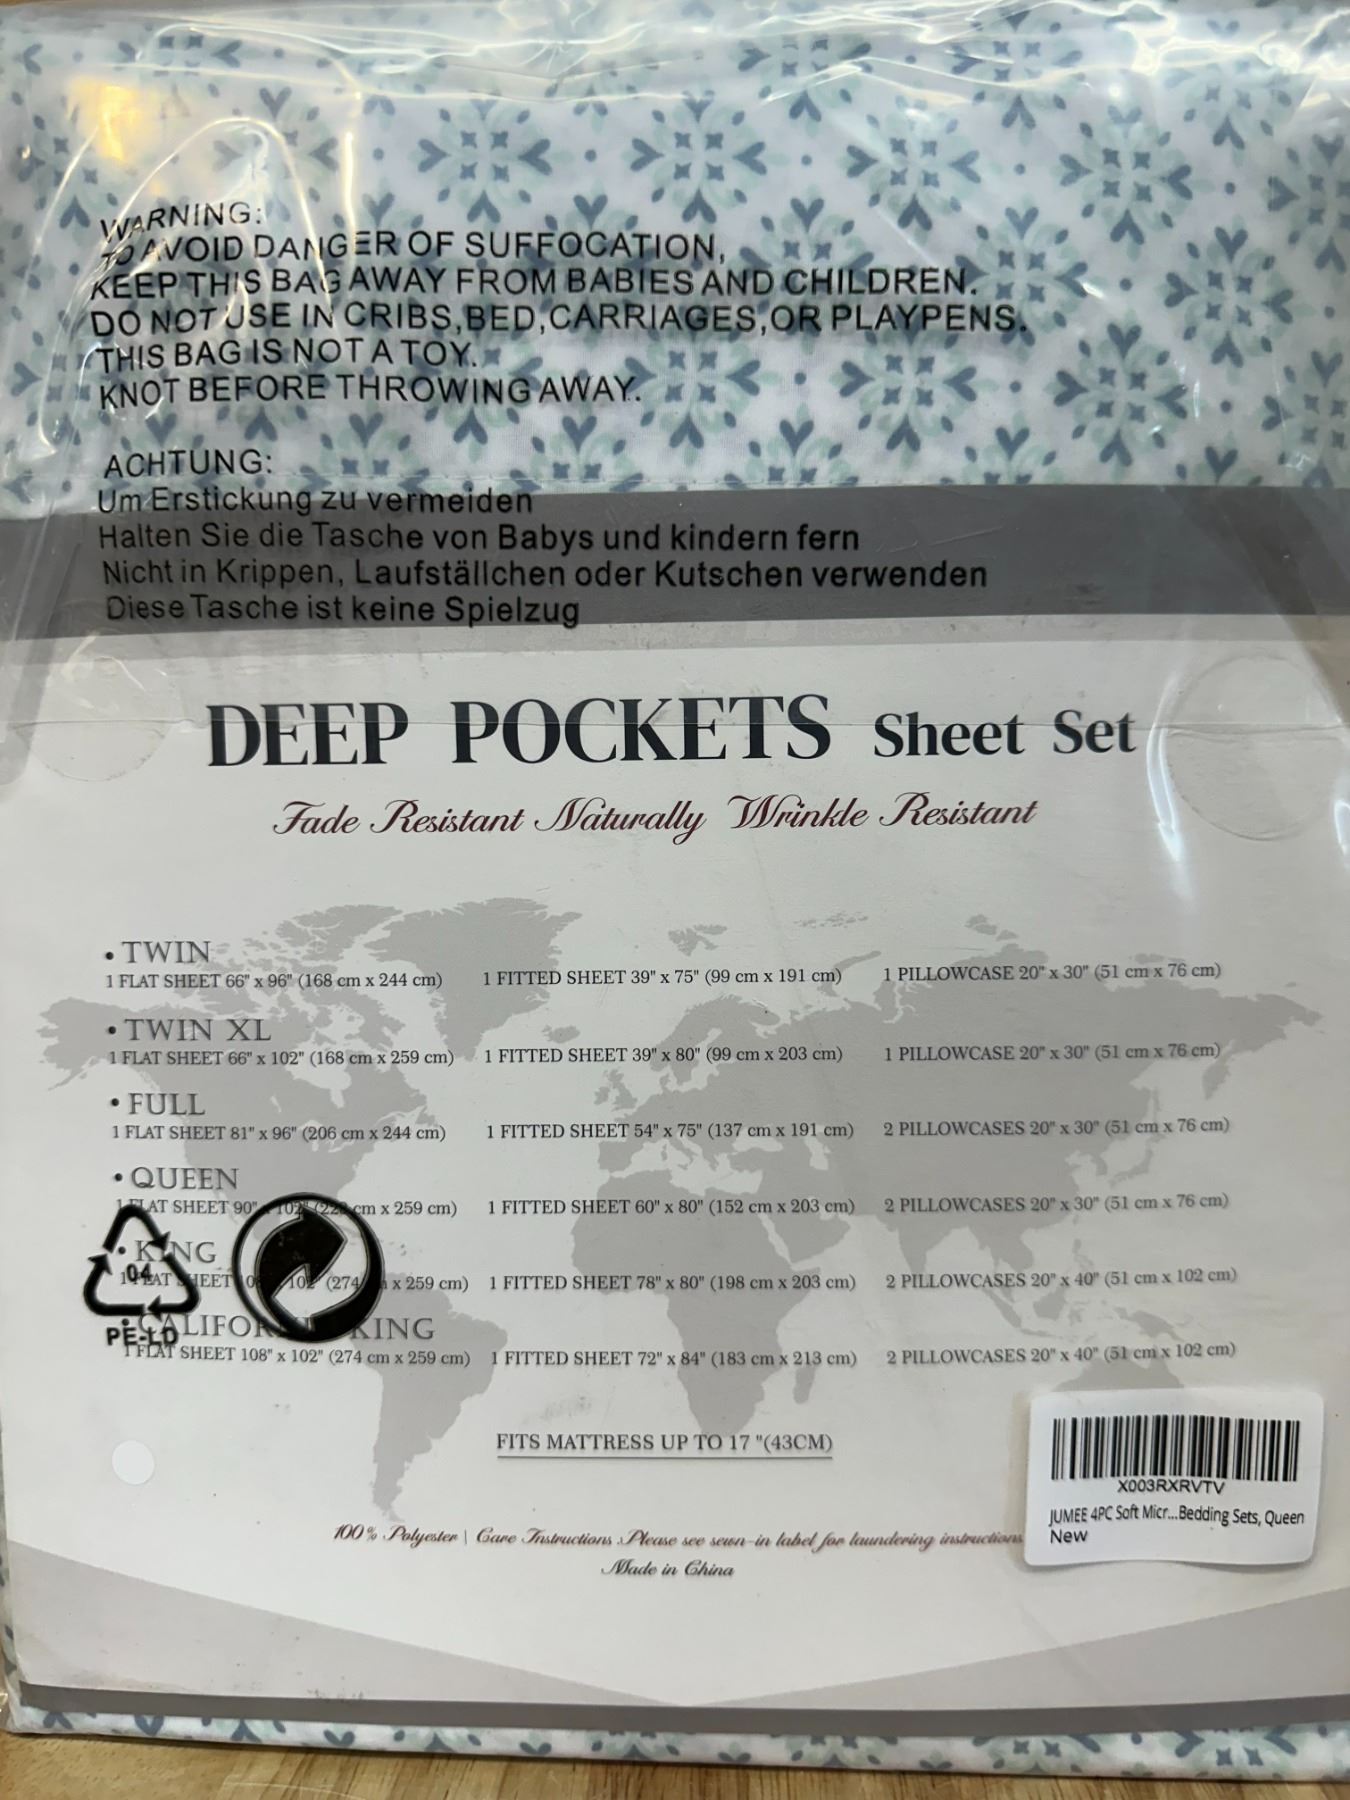 WARNING:
TO AVOID DANGER OF SUFFOCATION,
KEEP THIS BAG AWAY FROM BABIES AND CHILDREN.
DO NOT USE IN CRIBS,BED,CARRIAGES,OR PLAYPENS.
THIS BAG IS NOT A TOY.
KNOT BEFORE THROWING AWAY.
ACHTUNG:
Um Erstickung zu vermeiden
Halten Sie die Tasche von Babys und kindern fern
Nicht in Krippen, Laufställchen oder Kutschen verwenden
Diese Tasche ist keine Spielzug
DEEP POCKETS Sheet Set
Fade Resistant Naturally Wrinkle Resistant
• TWIN
1 FLAT SHEET 66" x 96" (168 cm x 244 cm) 1 FITTED SHEET 39" x 75" (99 cm x 191 cm) 1 PILLOWCASE 20" x 30" (51 cm x 76 cm)
• TWIN XL
1 FLAT SHEET 66" x 102" (168 cm x 259 cm) 1 FITTED SHEET 39" x 80" (99 cm x 203 cm) 1 PILLOWCASE 20" x 30" (51 cm x 76 cm)
• FULL
1 FLAT SHEET 81" x 96" (206 cm x 244 cm) 1 FITTED SHEET 54" x 75" (137 cm x 191 cm) 2 PILLOWCASES 20" x 30" (51 cm x 76 cm)
• QUEEN
1 FLAT SHEET 90" x 102" cm x 259 cm) 1 FITTED SHEET 60" x 80" (152 cm x 203 cm) 2 PILLOWCASES 20" x 30" (51 cm x 76 cm)
• KING
1 FLAT SHEET (274 x 259 cm) 1 FITTED SHEET 78" x 80" (198 cm x 203 cm) 2 PILLOWCASES 20" x 40" (51 cm x 102 cm)
04
PE-LD
• CALIFORNIA KING
1 FLAT SHEET 108" x 102" (274 cm x 259 cm) 1 FITTED SHEET 72" x 84" (183 cm x 213 cm) 2 PILLOWCASES 20" x 40" (51 cm x 102 cm)
FITS MATTRESS UP TO 17 "(43CM)
X003RXRVTV
JUMEE 4PC Soft Micr...Bedding Sets, Queen
New
100% Polyester | Care Instructions :Please see sewn-in label for laundering instructions
Made in China